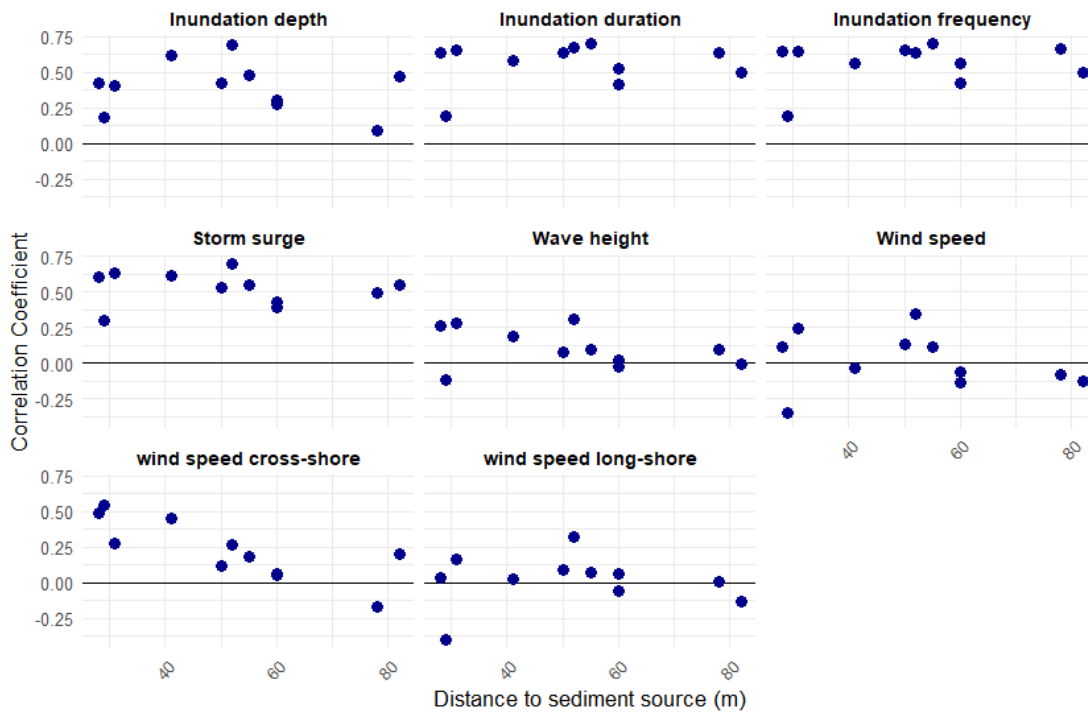 Inundation depth
Inundation duration
Inundation frequency
0.75
0.50
0.25
0.00
-0.25
Storm surge
Wave height
Wind speed
0.75
0.50
0.25
0.00
-0.25
40
60
80
wind speed cross-shore
wind speed long-shore
0.75
0.50
0.25
0.00
-0.25
40
60
80
40
60
80
Correlation Coefficient
Distance to sediment source (m)